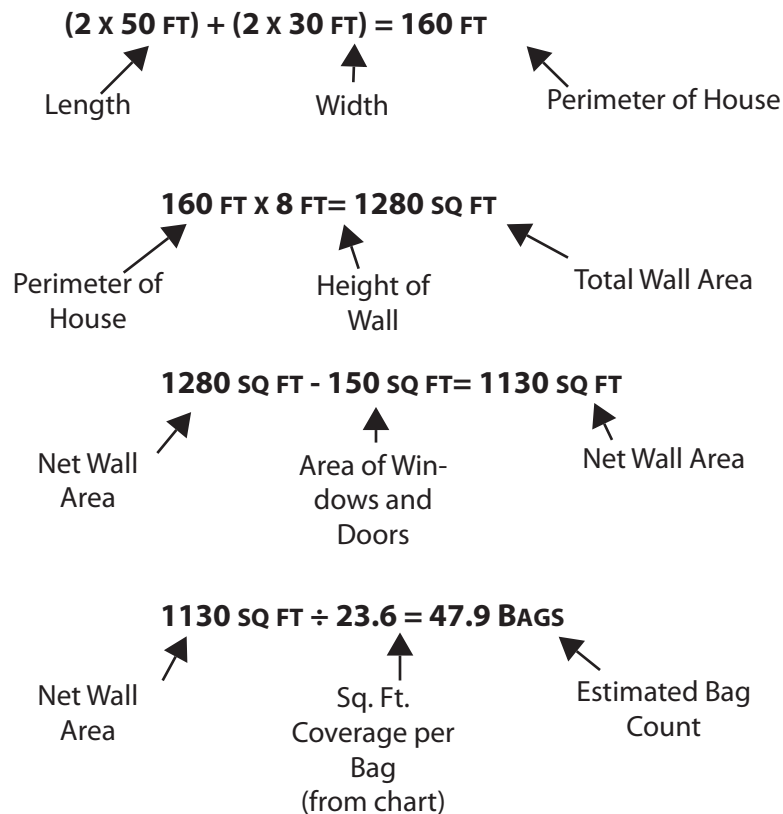 (2 X 50 FT) + (2 X 30 FT) = 160 FT
Length
Width
Perimeter of House
160 FT X 8 FT= 1280 SQ FT
Perimeter of
House
Height of
Wall
Total Wall Area
1280 SQ FT - 150 SQ FT= 1130 SQ FT
Net Wall
Area
Area of Win-
dows and
Doors
Net Wall Area
1130 SQ FT ÷ 23.6 = 47.9 BAGS
Net Wall
Area
Sq. Ft.
Coverage per
Bag
(from chart)
Estimated Bag
Count